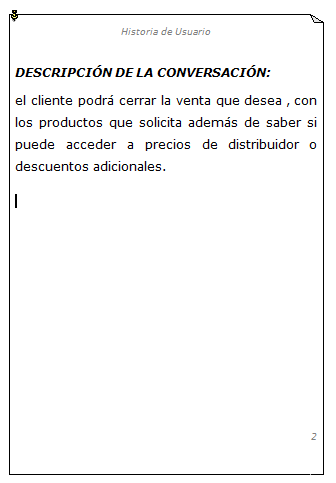 Historia de Usuario
DESCRIPCIÓN DE LA CONVERSACIÓN:
el cliente podrá cerrar la venta que desea , con
los productos que solicita además de saber si
puede acceder a precios de distribuidor o
descuentos adicionales.
2